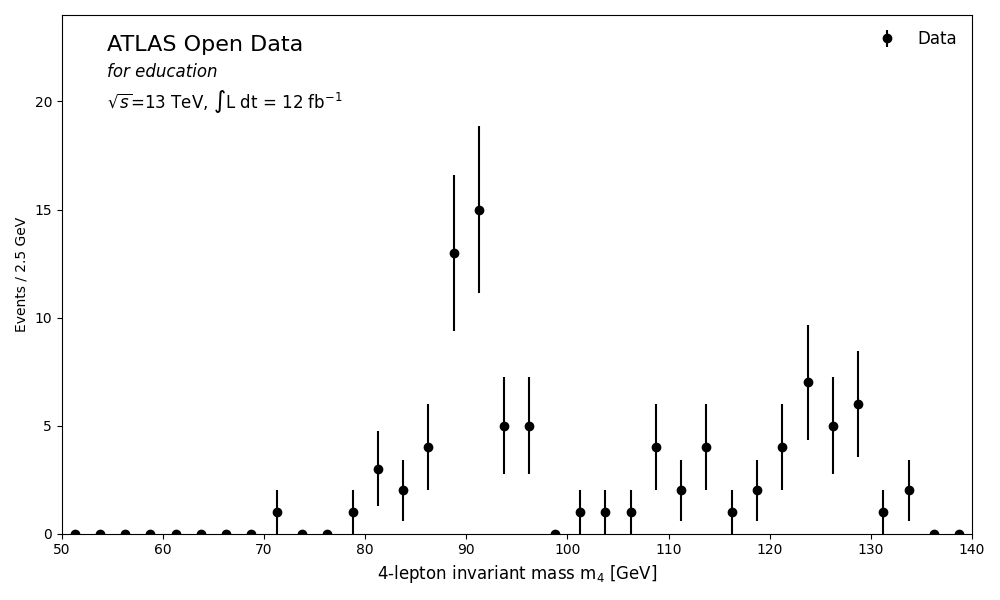 ATLAS Open Data
for education
√s=13 TeV, ∫L dt = 12 fb⁻¹
Data
Events / 2.5 GeV
20
15
10
5
0
50 60 70 80 90 100 110 120 130 140
4-lepton invariant mass m₄ [GeV]